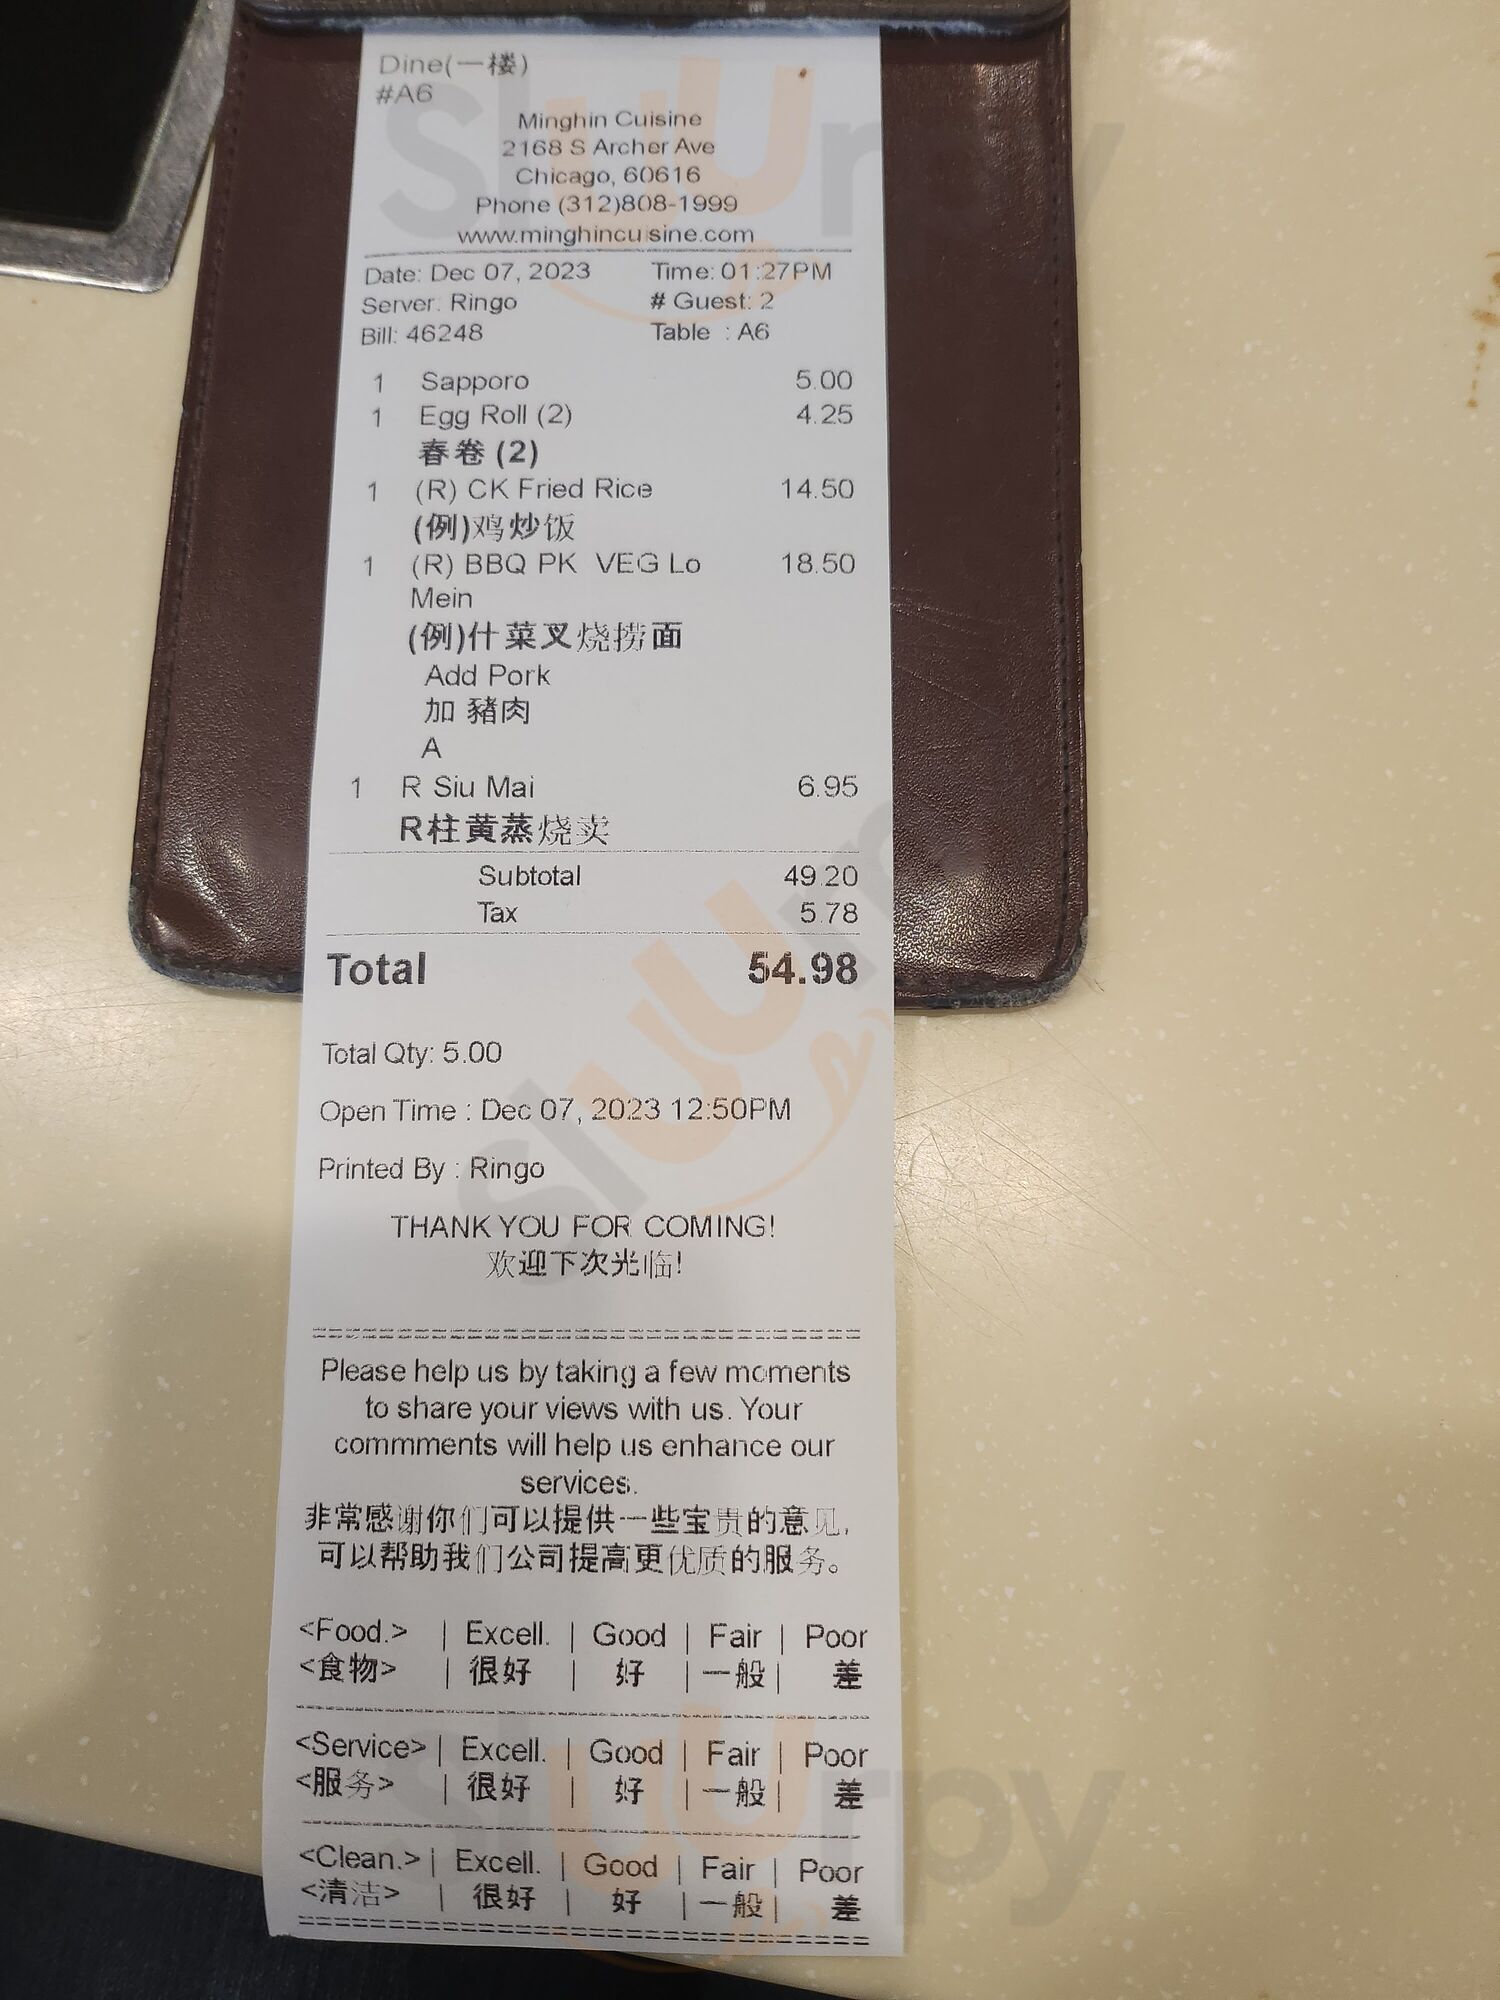 Dine(一楼)
#A6
Minghin Cuisine
2168 S Archer Ave
Chicago, 60616
Phone (312)808-1999
www.minghincuisine.com
Date: Dec 07, 2023 Time: 01:27PM
Server: Ringo # Guest: 2
Bill: 46248 Table : A6
1 Sapporo 5.00
1 Egg Roll (2) 4.25
春卷 (2)
1 (R) CK Fried Rice 14.50
(例)鸡炒饭
1 (R) BBQ PK VEG Lo 18.50
Mein
(例)什菜叉烧捞面
Add Pork
加 豬肉
A
1 R Siu Mai 6.95
R柱黄蒸烧卖
Subtotal 49.20
Tax 5.78
Total 54.98
Total Qty: 5.00
Open Time : Dec 07, 2023 12:50PM
Printed By : Ringo
THANK YOU FOR COMING!
欢迎下次光临!
Please help us by taking a few moments
to share your views with us. Your
commments will help us enhance our
services.
非常感谢你们可以提供一些宝贵的意见,
可以帮助我们公司提高更优质的服务。
<Food.> | Excell. | Good | Fair | Poor
<食物> | 很好 | 好 | 一般 | 差
<Service> | Excell. | Good | Fair | Poor
<服务> | 很好 | 好 | 一般 | 差
<Clean.> | Excell. | Good | Fair | Poor
<清洁> | 很好 | 好 | 一般 | 差
sluurpy
sluurpy
sluurpy